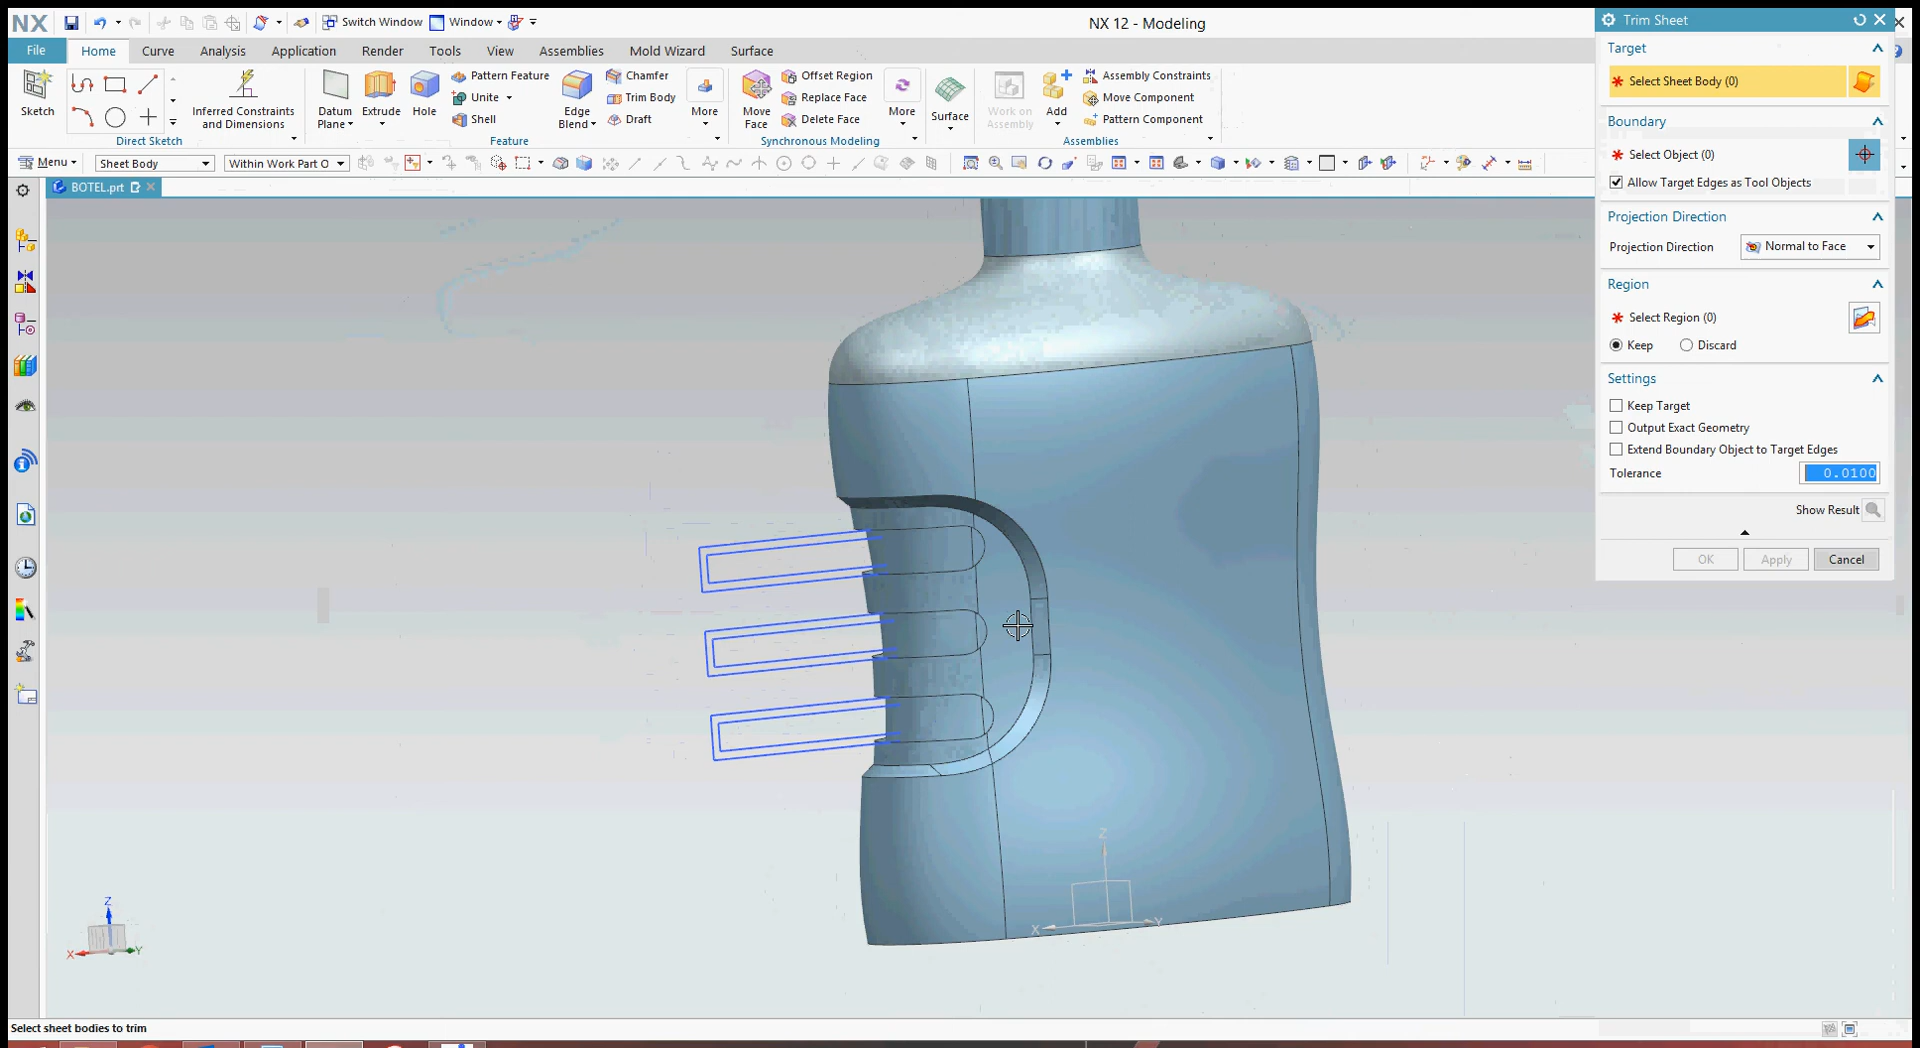 NX
Switch Window
Window
NX 12 - Modeling
File
Home
Curve
Analysis
Application
Render
Tools
View
Assemblies
Mold Wizard
Surface
Sketch
Inferred Constraints
and Dimensions
Direct Sketch
Datum
Plane
Extrude
Hole
Pattern Feature
Unite
Shell
Edge
Blend
Chamfer
Trim Body
Draft
More
Feature
Move
Face
Offset Region
Replace Face
Delete Face
More
Synchronous Modeling
Surface
Work on
Assembly
Add
Assembly Constraints
Move Component
Pattern Component
Assemblies
Menu
Sheet Body
Within Work Part O
BOTEL.prt
Trim Sheet
Target
* Select Sheet Body (0)
Boundary
* Select Object (0)
Allow Target Edges as Tool Objects
Projection Direction
Projection Direction
Normal to Face
Region
* Select Region (0)
Keep
Discard
Settings
Keep Target
Output Exact Geometry
Extend Boundary Object to Target Edges
Tolerance
0.0100
Show Result
OK
Apply
Cancel
Z
X
Y
Z
X
Y
Select sheet bodies to trim